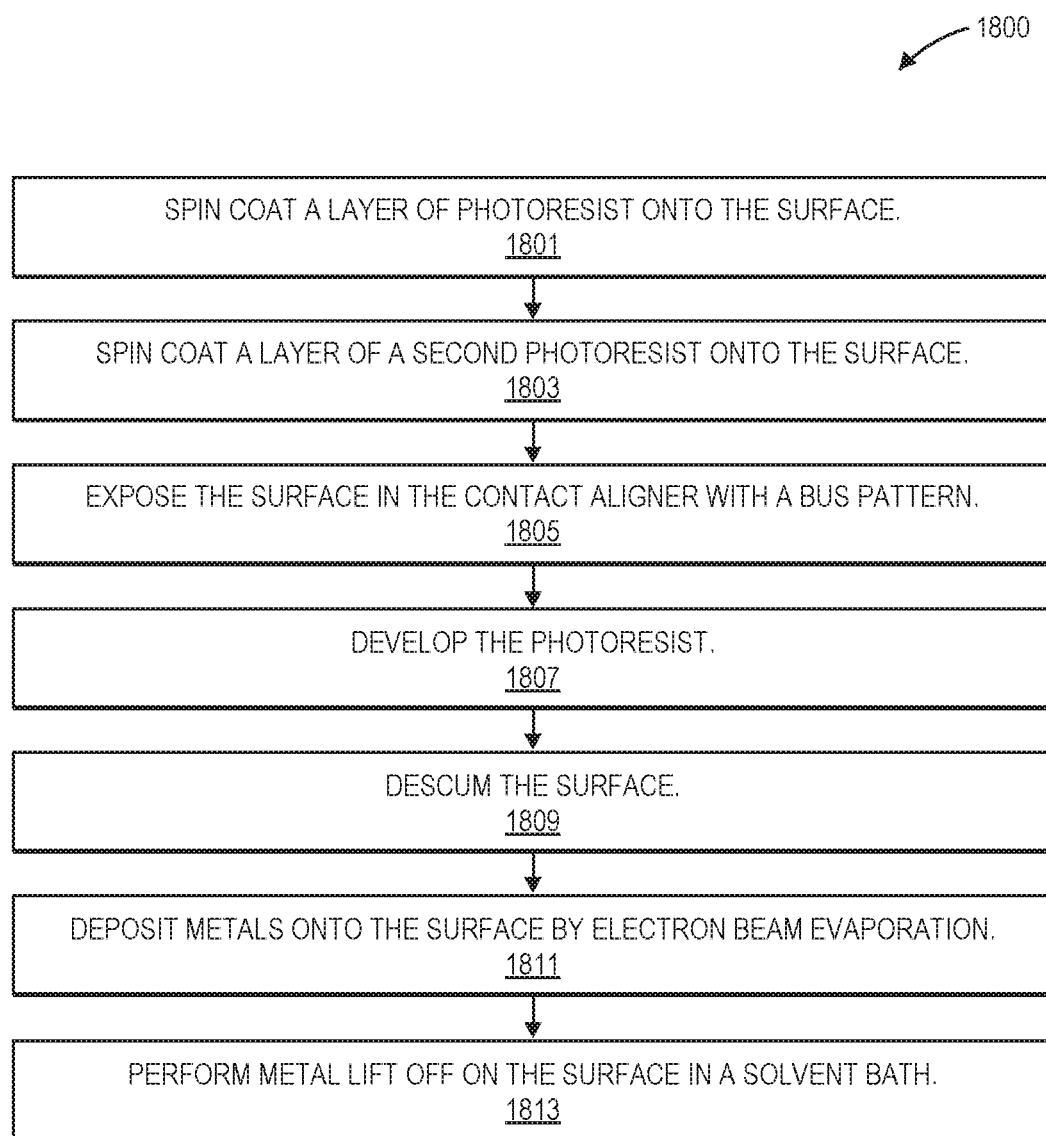 1800
SPIN COAT A LAYER OF PHOTORESIST ONTO THE SURFACE.
1801
SPIN COAT A LAYER OF A SECOND PHOTORESIST ONTO THE SURFACE.
1803
EXPOSE THE SURFACE IN THE CONTACT ALIGNER WITH A BUS PATTERN.
1805
DEVELOP THE PHOTORESIST.
1807
DESCUM THE SURFACE.
1809
DEPOSIT METALS ONTO THE SURFACE BY ELECTRON BEAM EVAPORATION.
1811
PERFORM METAL LIFT OFF ON THE SURFACE IN A SOLVENT BATH.
1813